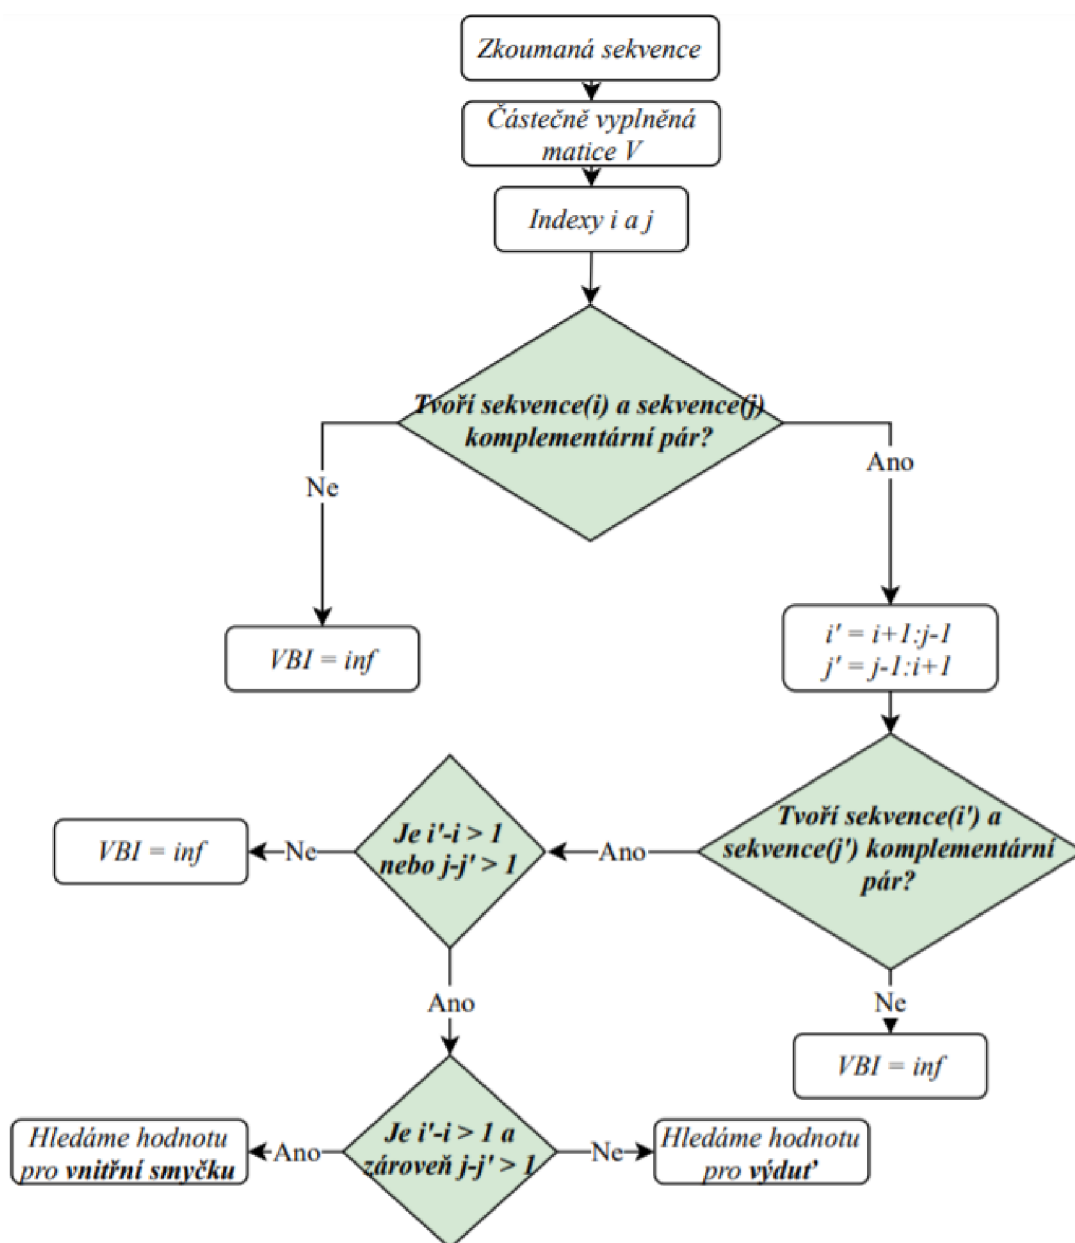 Zkoumaná sekvence
Částečně vyplněná
matice V
Indexy i a j
Tvoří sekvence(i) a sekvence(j)
komplementární pár?
Ne
Ano
VBI = inf
i' = i+1:j-1
j' = j-1:i+1
Tvoří sekvence(i') a
sekvence(j') komplementární
pár?
Ano
Je i'-i > 1
nebo j-j' > 1
Ne
VBI = inf
Ne
VBI = inf
Ano
Je i'-i > 1 a
zároveň j-j' > 1
Ano
Hledáme hodnotu
pro vnitřní smyčku
Ne
Hledáme hodnotu
pro výduť